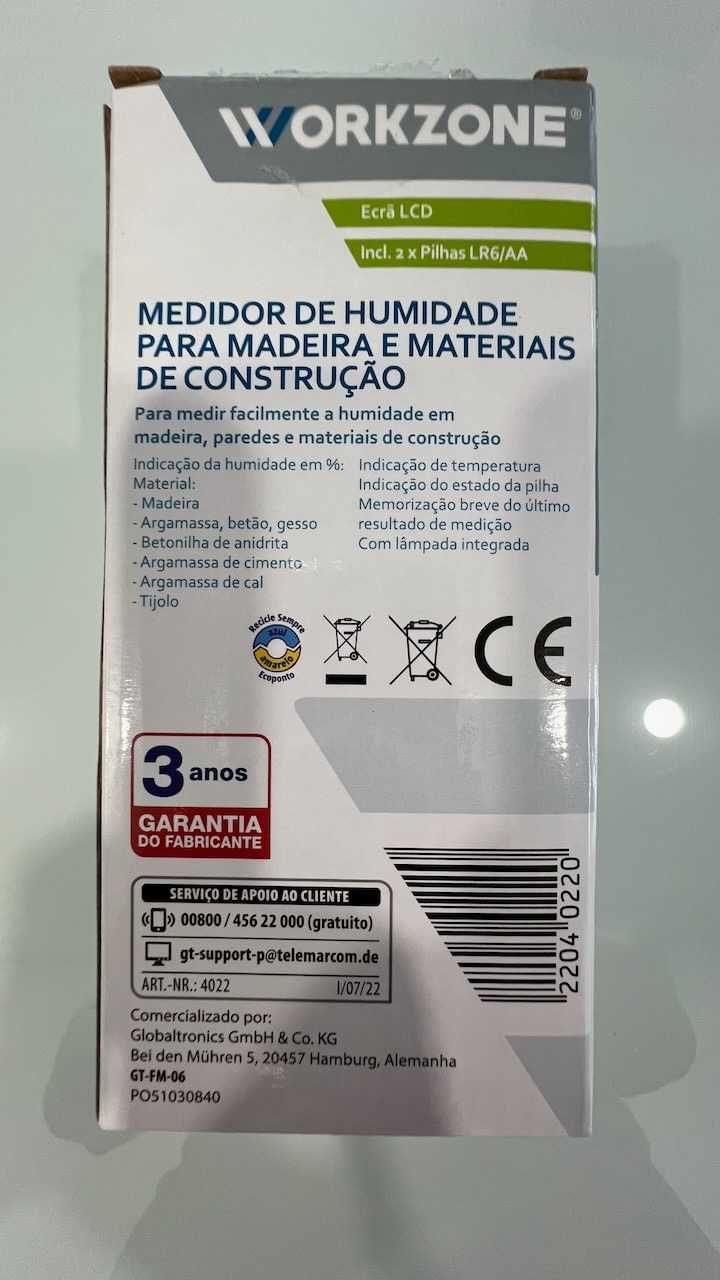 WORKZONE®
Ecrã LCD
Incl. 2 x Pilhas LR6/AA
MEDIDOR DE HUMIDADE
PARA MADEIRA E MATERIAIS
DE CONSTRUÇÃO
Para medir facilmente a humidade em
madeira, paredes e materiais de construção
Indicação da humidade em %:
Material:
- Madeira
- Argamassa, betão, gesso
- Betonilha de anidrita
- Argamassa de cimento
- Argamassa de cal
- Tijolo
Indicação de temperatura
Indicação do estado da pilha
Memorização breve do último
resultado de medição
Com lâmpada integrada
Recicle Sempre
azul
amarelo
Ecoponto
CE
3 anos
GARANTIA
DO FABRICANTE
SERVIÇO DE APOIO AO CLIENTE
00800 / 456 22 000 (gratuito)
gt-support-p@telemarcom.de
ART.-NR.: 4022 I/07/22
2204 0220
Comercializado por:
Globaltronics GmbH & Co. KG
Bei den Mühren 5, 20457 Hamburg, Alemanha
GT-FM-06
PO51030840